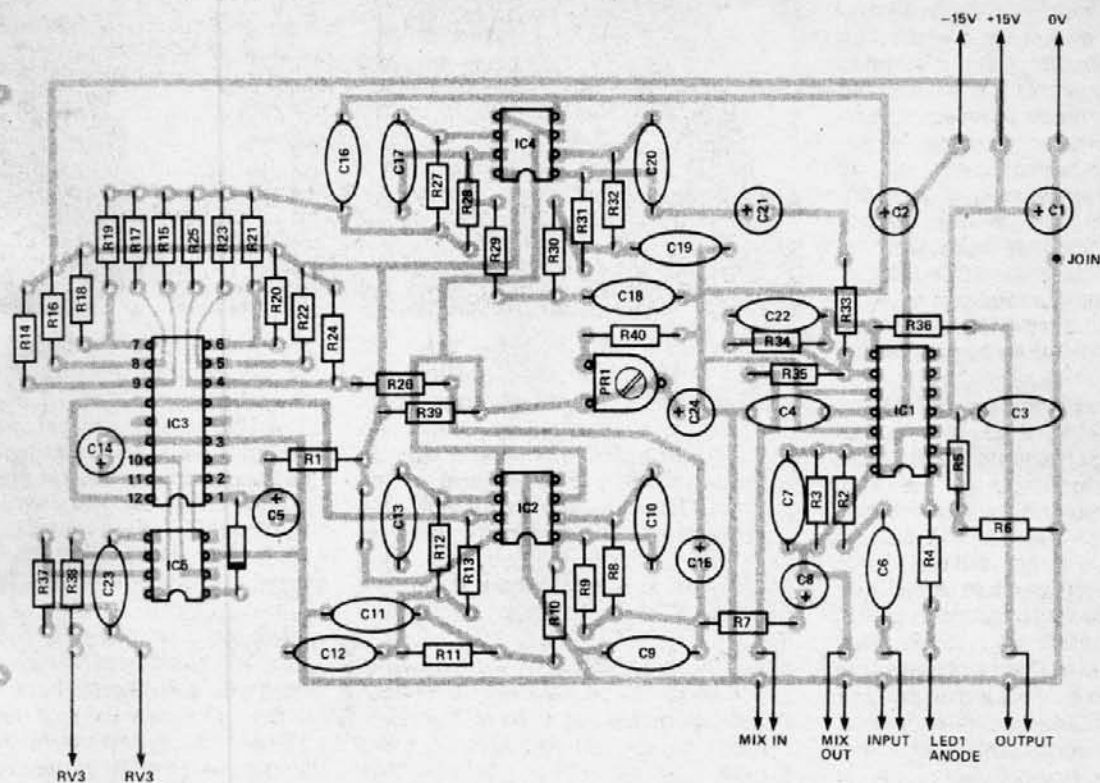 -15V +15V 0V
IC4
C16 C17 R27 R28 R29 R30 R31 R32 C20
R19 R17 R15 R25 R23 R21
C21 C2 C1
JOIN
C19
C18
R14 R16 R18 R20 R22 R24
R33
C22
R34
R36
R40
R35
PR1
7 6
8 5
9 4
IC3
3
10
11 2
12 1
R26
R39
C24 C4 IC1 C3
C14
R1
C5
C13 R12 R13 IC2 C10
C7 R3 R2 R5
R6
R37 R38 C23 IC5
R10 R9 R8
C15
C8 C6 R4
C11
R7
C12 R11 C9
MIX IN
MIX
OUT
INPUT
LED1
ANODE
OUTPUT
RV3 RV3